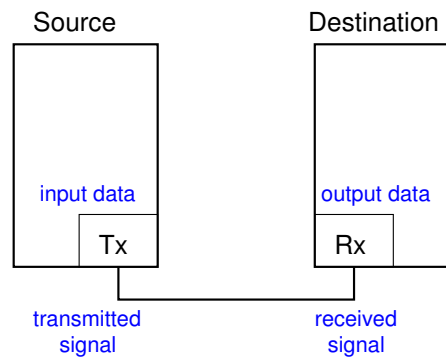 Source
Destination
input data
output data
Tx
Rx
transmitted
signal
received
signal